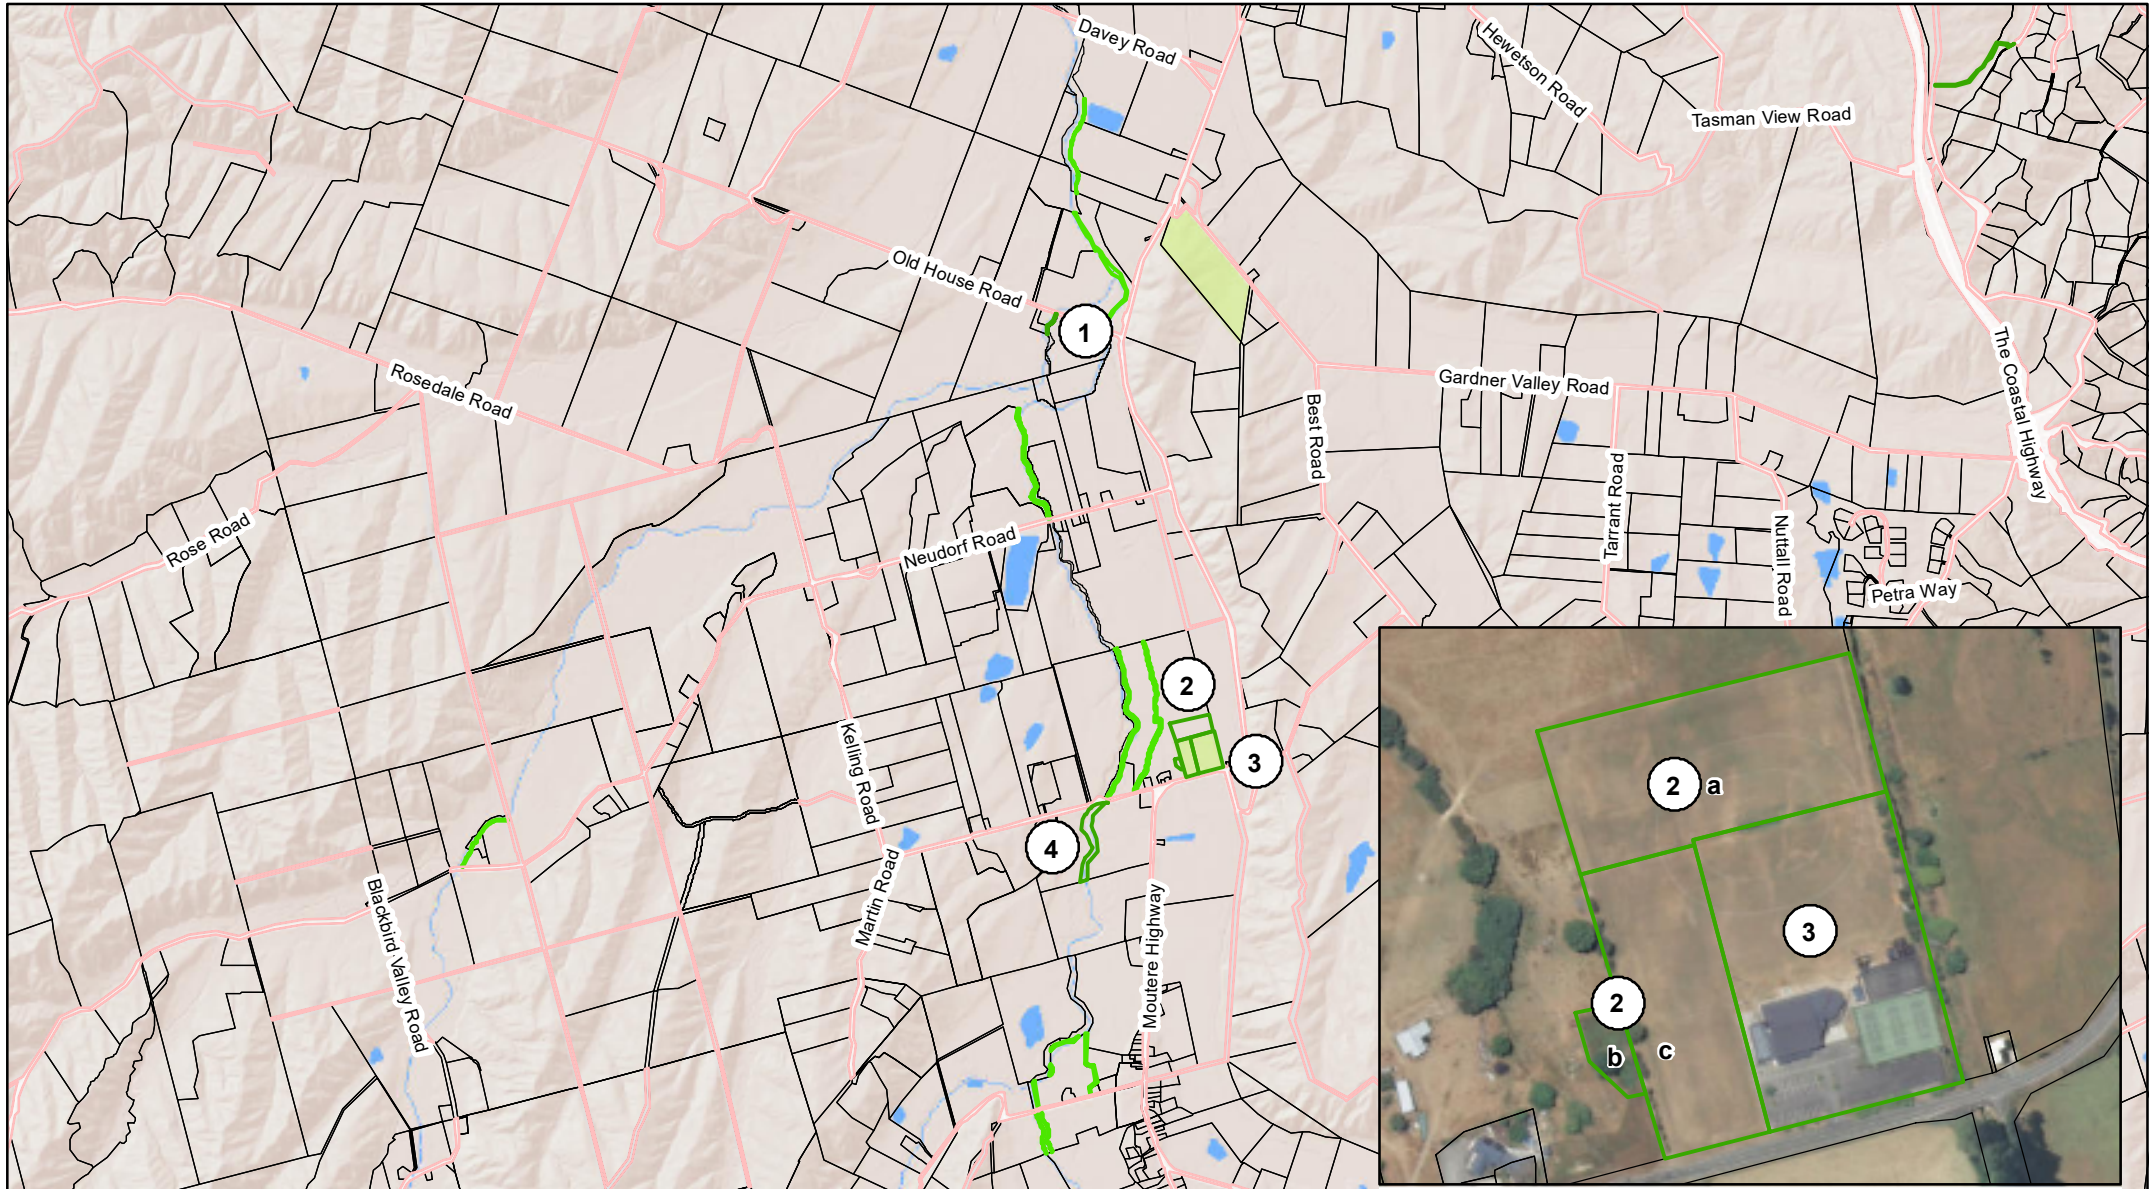 Davey Road
Hewetson Road
Tasman View Road
Old House Road
1
The Coastal Highway
Rosedale Road
Gardner Valley Road
Best Road
Tarrant Road
Nuttall Road
Rose Road
Neudorf Road
Petra Way
2
Kelling Road
3
2 a
4
Martin Road
Blackbird Valley Road
Moutere Highway
3
2
b
c